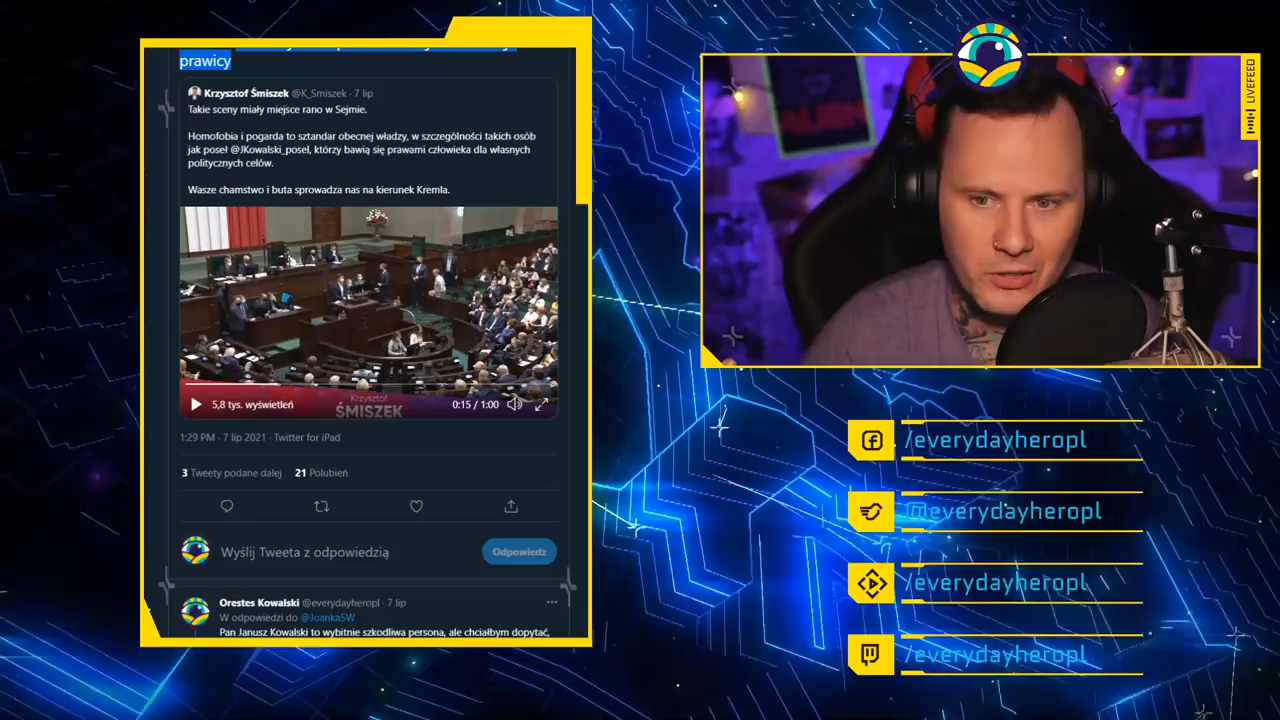 prawicy
Krzysztof Śmiszek @K_Smiszek · 7 lip
Takie sceny miały miejsce rano w Sejmie.
Homofobia i pogarda to sztandar obecnej władzy, w szczególności takich osób
jak poseł @JKowalski_posel, którzy bawią się prawami człowieka dla własnych
politycznych celów.
Wasze chamstwo i buta sprowadza nas na kierunek Kremla.
5,8 tys. wyświetleń
Krzysztof
ŚMISZEK
0:15 / 1:00
1:29 PM · 7 lip 2021 · Twitter for iPad
3 Tweety podane dalej 21 Polubień
Wyślij Tweeta z odpowiedzią
Odpowiedz
Orestes Kowalski @everydayheropl · 7 lip
W odpowiedzi do @JoankaSW
Pan Janusz Kowalski to wybitnie szkodliwa persona, ale chciałbym dopytać,
LIVEFEED
/everydayheropl
@everydayheropl
/everydayheropl
/everydayheropl